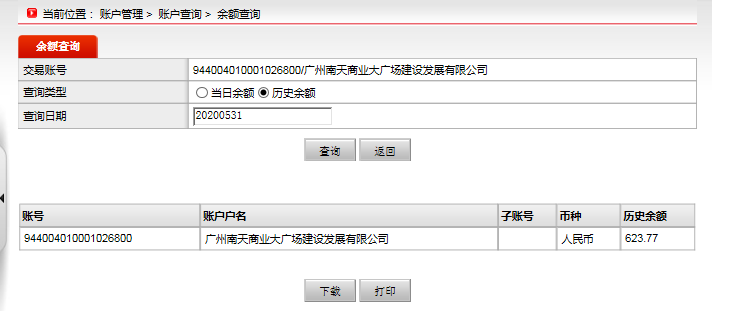 当前位置： 账户管理 > 账户查询 > 余额查询
余额查询
交易账号 944004010001026800/广州南天商业大广场建设发展有限公司
查询类型 当日余额 历史余额
查询日期 20200531
查询 返回
账号 账户户名 子账号 币种 历史余额
944004010001026800 广州南天商业大广场建设发展有限公司 人民币 623.77
下载 打印